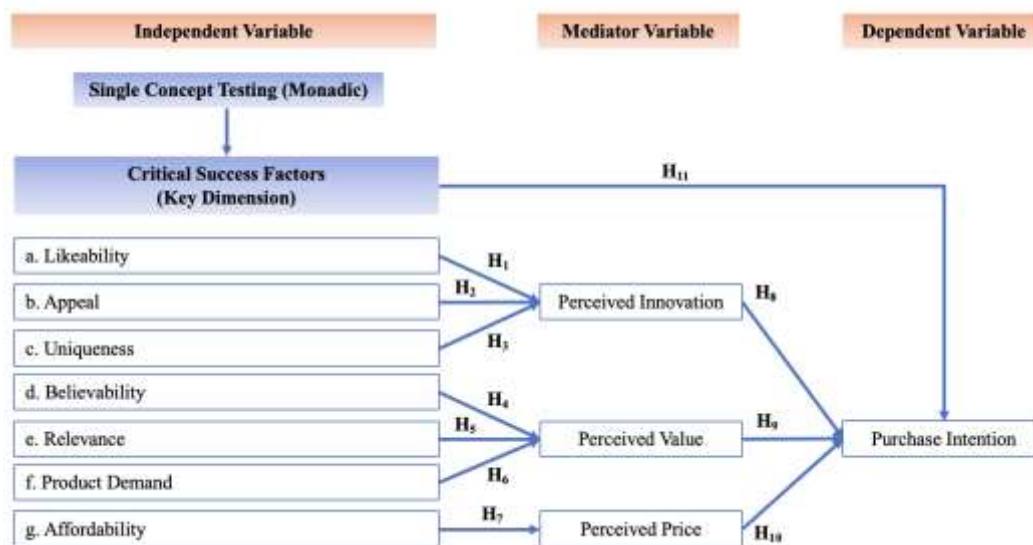 Independent Variable
Mediator Variable
Dependent Variable
Single Concept Testing (Monadic)
Critical Success Factors
(Key Dimension)
H₁₁
a. Likeability
H₁
b. Appeal
H₂
Perceived Innovation
H₈
c. Uniqueness
H₃
d. Believability
H₄
e. Relevance
H₅
Perceived Value
H₉
Purchase Intention
f. Product Demand
H₆
g. Affordability
H₇
Perceived Price
H₁₀